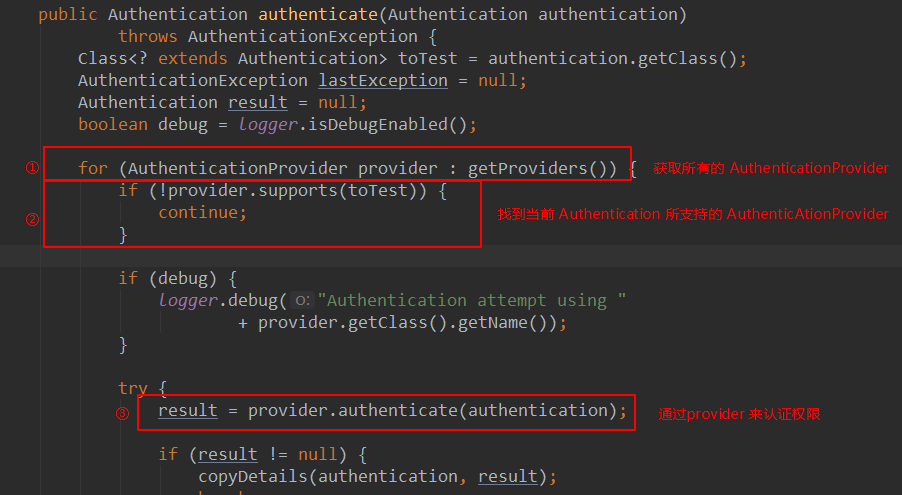 public Authentication authenticate(Authentication authentication)
throws AuthenticationException {
Class<? extends Authentication> toTest = authentication.getClass();
AuthenticationException lastException = null;
Authentication result = null;
boolean debug = logger.isDebugEnabled();
① for (AuthenticationProvider provider : getProviders()) { 获取所有的 AuthenticationProvider
if (!provider.supports(toTest)) {
② continue; 找到当前 Authentication 所支持的 AuthenticAtionProvider
}
if (debug) {
logger.debug( o: "Authentication attempt using "
+ provider.getClass().getName());
}
try {
③ result = provider.authenticate(authentication); 通过provider 来认证权限
if (result != null) {
copyDetails(authentication, result);